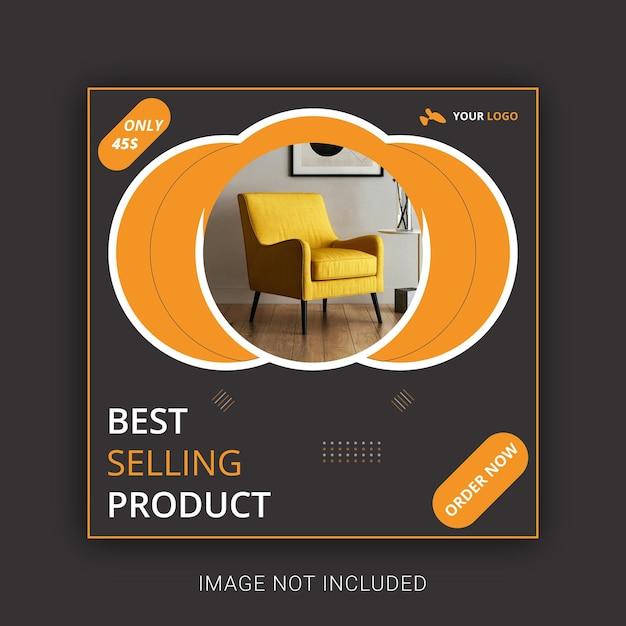 ONLY
45$
YOUR LOGO
BEST
SELLING
PRODUCT
ORDER NOW
IMAGE NOT INCLUDED